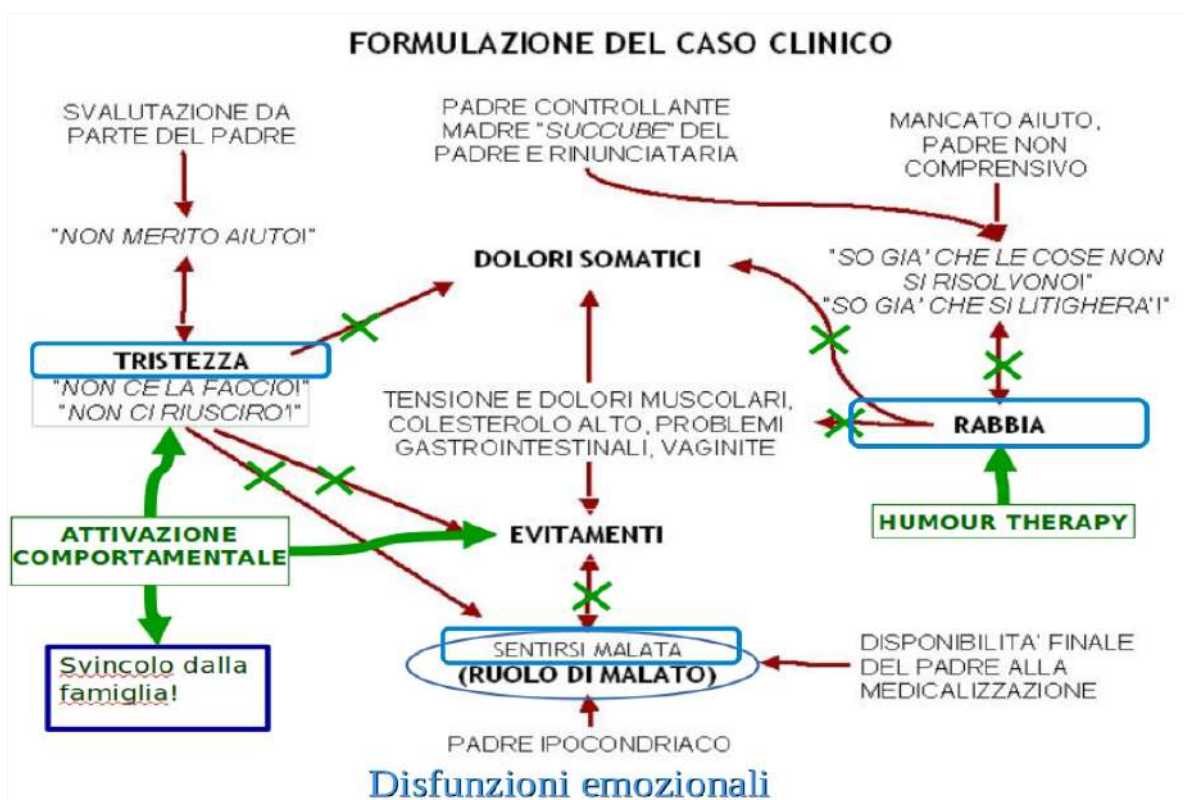 FORMULAZIONE DEL CASO CLINICO
SVALUTAZIONE DA
PARTE DEL PADRE
PADRE CONTROLLANTE
MADRE "SUCCUBE" DEL
PADRE E RINUNCIATARIA
MANCATO AIUTO,
PADRE NON
COMPRENSIVO
"NON MERITO AIUTO!"
DOLORI SOMATICI
"SO GIA' CHE LE COSE NON
SI RISOLVONO!"
"SO GIA' CHE SI LITIGHERA'!"
TRISTEZZA
"NON CE LA FACCIO!"
"NON CI RIUSCIRO'!"
TENSIONE E DOLORI MUSCOLARI,
COLESTEROLO ALTO, PROBLEMI
GASTROINTESTINALI, VAGINITE
RABBIA
ATTIVAZIONE
COMPORTAMENTALE
EVITAMENTI
HUMOUR THERAPY
Svincolo dalla
famiglia!
SENTIRSI MALATA
(RUOLO DI MALATO)
DISPONIBILITA' FINALE
DEL PADRE ALLA
MEDICALIZZAZIONE
PADRE IPOCONDRIACO
Disfunzioni emozionali